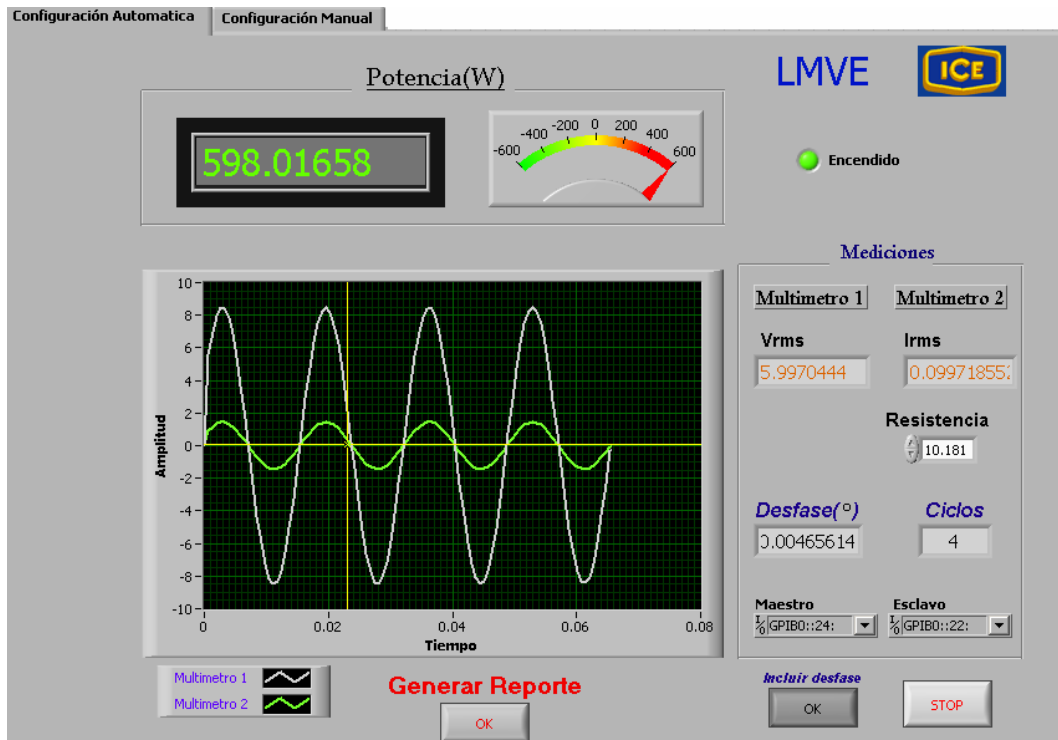 Configuración Automatica
Configuración Manual
Potencia(W)
LMVE
ICE
598.01658
-600 -400 -200 0 200 400 600
Encendido
Mediciones
Multimetro 1
Multimetro 2
Vrms
Irms
5.9970444
0.099718552
Resistencia
10.181
Desfase(°)
Ciclos
0.00465614
4
Maestro
Esclavo
GPIB0::24:
GPIB0::22:
Amplitud
10
8
6
4
2
0
-2
-4
-6
-8
-10
0 0.02 0.04 0.06 0.08
Tiempo
Multimetro 1
Multimetro 2
Generar Reporte
OK
Incluir desfase
OK
STOP